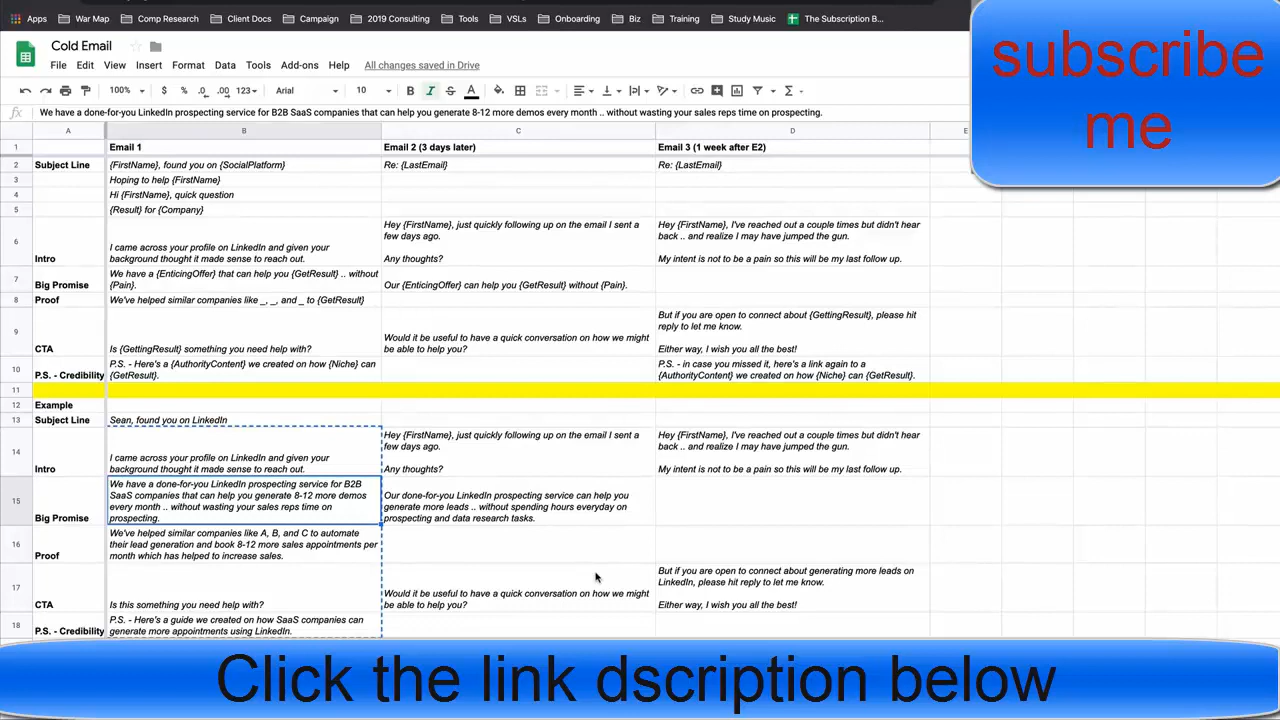 Apps War Map Comp Research Client Docs Campaign 2019 Consulting Tools VSLs Onboarding Biz Training Study Music The Subscription B...
subscribe
me
Cold Email
File Edit View Insert Format Data Tools Add-ons Help All changes saved in Drive
100% $ % .0 .00 123 Arial 10 B I S A
fx We have a done-for-you LinkedIn prospecting service for B2B SaaS companies that can help you generate 8-12 more demos every month .. without wasting your sales reps time on prospecting.
A B C D E
1 Email 1 Email 2 (3 days later) Email 3 (1 week after E2)
2 Subject Line {FirstName}, found you on {SocialPlatform} Re: {LastEmail} Re: {LastEmail}
3 Hoping to help {FirstName}
4 Hi {FirstName}, quick question
5 {Result} for {Company}
6 Intro
I came across your profile on LinkedIn and given your
background thought it made sense to reach out.
Hey {FirstName}, just quickly following up on the email I sent a
few days ago.
Any thoughts?
Hey {FirstName}, I've reached out a couple times but didn't hear
back .. and realize I may have jumped the gun.
My intent is not to be a pain so this will be my last follow up.
7 Big Promise
We have a {EnticingOffer} that can help you {GetResult} .. without
{Pain}.
Our {EnticingOffer} can help you {GetResult} without {Pain}.
8 Proof We've helped similar companies like _, _, and _ to {GetResult}
9 CTA
Is {GettingResult} something you need help with?
Would it be useful to have a quick conversation on how we might
be able to help you?
But if you are open to connect about {GettingResult}, please hit
reply to let me know.
Either way, I wish you all the best!
10 P.S. - Credibility
P.S. - Here's a {AuthorityContent} we created on how {Niche} can
{GetResult}.
P.S. - in case you missed it, here's a link again to a
{AuthorityContent} we created on how {Niche} can {GetResult}.
11
12 Example
13 Subject Line Sean, found you on LinkedIn
14 Intro
I came across your profile on LinkedIn and given your
background thought it made sense to reach out.
Hey {FirstName}, just quickly following up on the email I sent a
few days ago.
Any thoughts?
Hey {FirstName}, I've reached out a couple times but didn't hear
back .. and realize I may have jumped the gun.
My intent is not to be a pain so this will be my last follow up.
15 Big Promise
We have a done-for-you LinkedIn prospecting service for B2B
SaaS companies that can help you generate 8-12 more demos
every month .. without wasting your sales reps time on
prospecting.
Our done-for-you LinkedIn prospecting service can help you
generate more leads .. without spending hours everyday on
prospecting and data research tasks.
16 Proof
We've helped similar companies like A, B, and C to automate
their lead generation and book 8-12 more sales appointments per
month which has helped to increase sales.
17 CTA
Is this something you need help with?
Would it be useful to have a quick conversation on how we might
be able to help you?
But if you are open to connect about generating more leads on
LinkedIn, please hit reply to let me know.
Either way, I wish you all the best!
18 P.S. - Credibility
P.S. - Here's a guide we created on how SaaS companies can
generate more appointments using LinkedIn.
Click the link dscription below